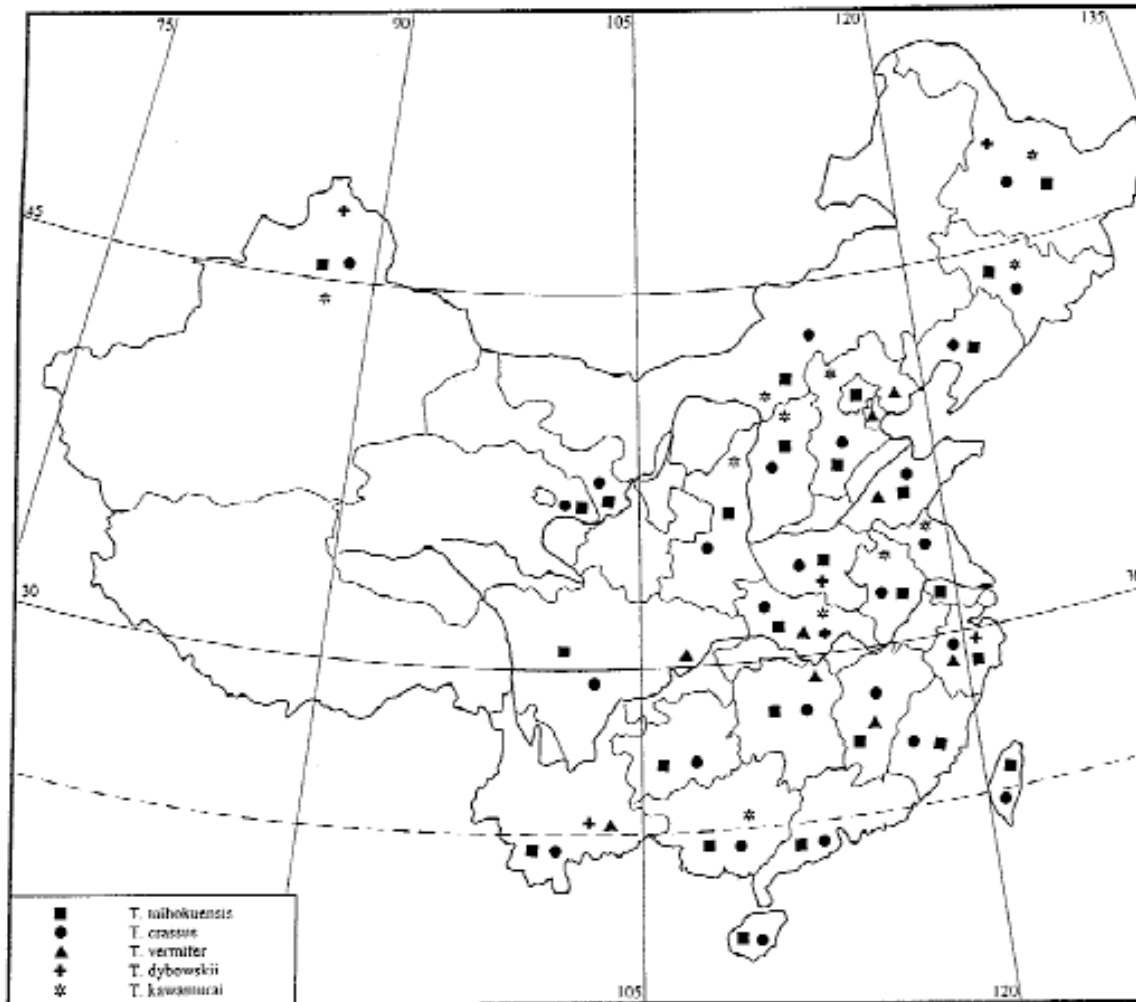 75 90 105 120 135
45
30
T. taihokuensis
T. crassus
T. vermifer
T. dybowskii
T. kawamurai
105 120